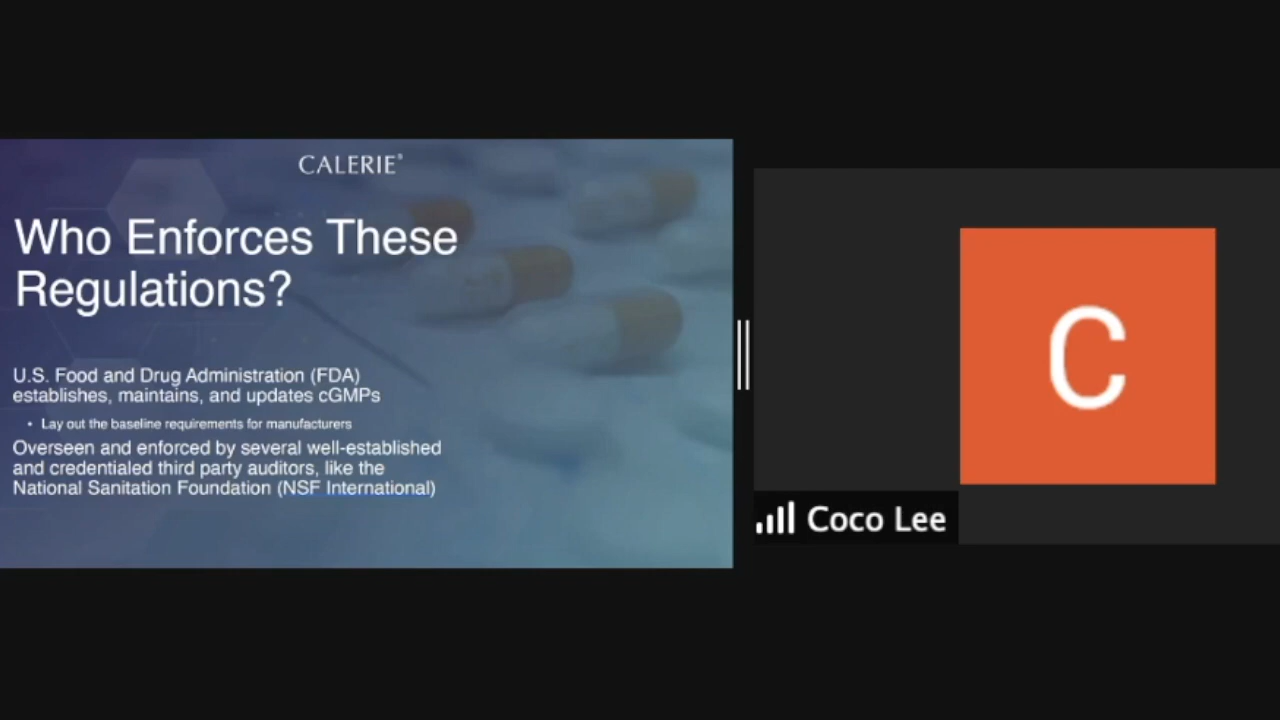 CALERIE®
Who Enforces These
Regulations?
U.S. Food and Drug Administration (FDA)
establishes, maintains, and updates cGMPs
• Lay out the baseline requirements for manufacturers
Overseen and enforced by several well-established
and credentialed third party auditors, like the
National Sanitation Foundation (NSF International)
C
Coco Lee